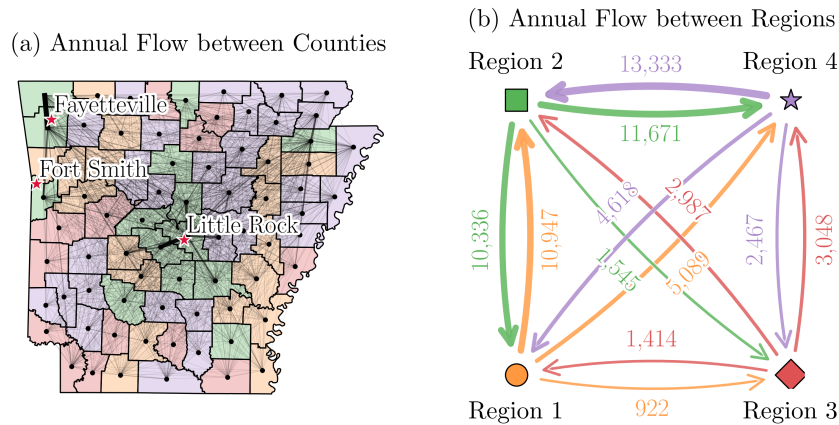 (a) Annual Flow between Counties
Fayetteville
Fort Smith
Little Rock
(b) Annual Flow between Regions
Region 2
Region 4
13,333
11,671
10,336
10,947
4,618
2,987
1,545
5,089
2,467
3,048
1,414
922
Region 1
Region 3